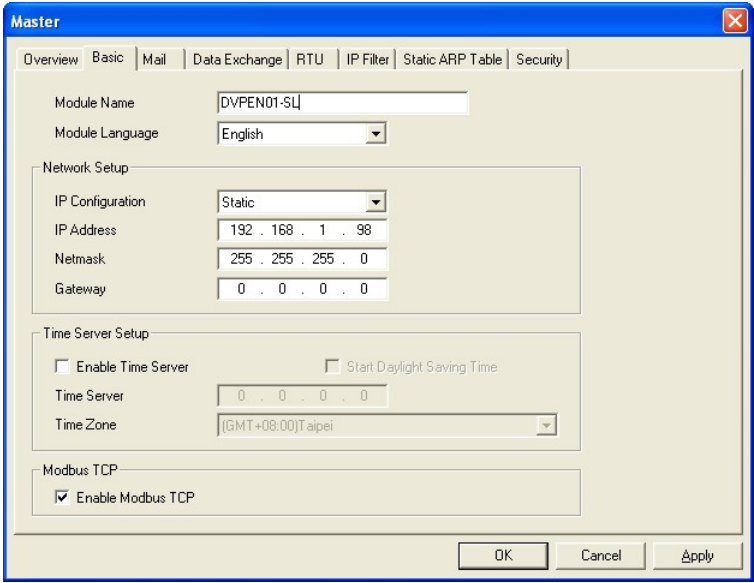 Master
Overview Basic Mail Data Exchange RTU IP Filter Static ARP Table Security
Module Name DVPEN01-SL
Module Language English
Network Setup
IP Configuration Static
IP Address 192 . 168 . 1 . 98
Netmask 255 . 255 . 255 . 0
Gateway 0 . 0 . 0 . 0
Time Server Setup
Enable Time Server Start Daylight Saving Time
Time Server 0 . 0 . 0 . 0
Time Zone (GMT+08:00)Taipei
Modbus TCP
Enable Modbus TCP
OK Cancel Apply